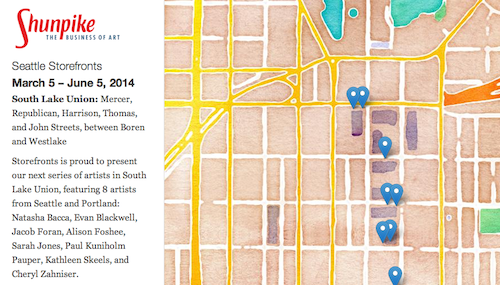 Shunpike
THE BUSINESS OF ART
Seattle Storefronts
March 5 – June 5, 2014
South Lake Union: Mercer,
Republican, Harrison, Thomas,
and John Streets, between Boren
and Westlake
Storefronts is proud to present
our next series of artists in South
Lake Union, featuring 8 artists
from Seattle and Portland:
Natasha Bacca, Evan Blackwell,
Jacob Foran, Alison Foshee,
Sarah Jones, Paul Kuniholm
Pauper, Kathleen Skeels, and
Cheryl Zahniser.